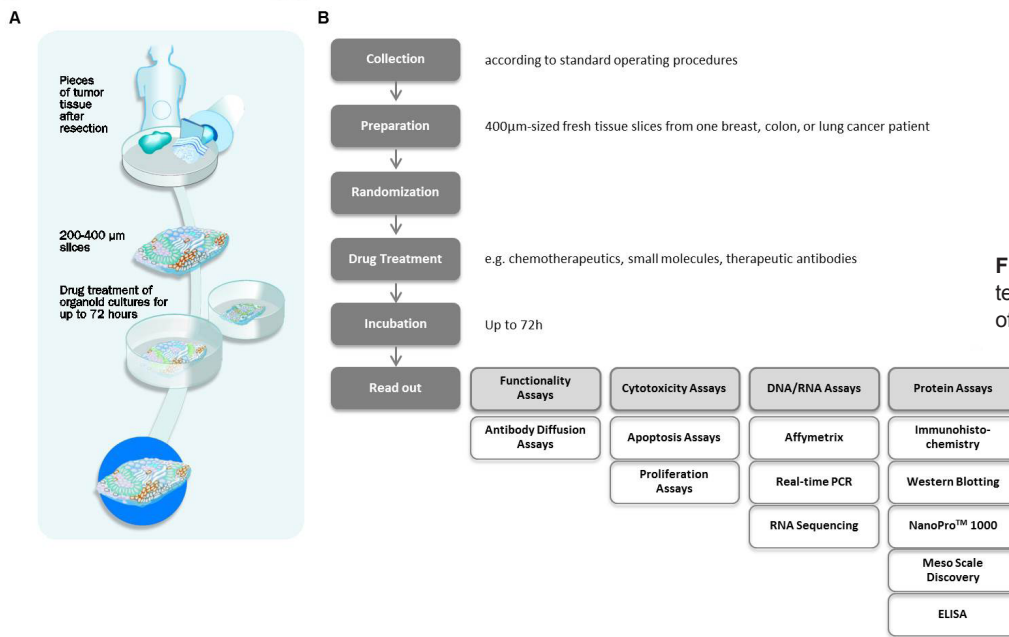 A
Pieces
of tumor
tissue
after
resection
200-400 µm
slices
Drug treatment of
organoid cultures for
up to 72 hours
B
Collection
according to standard operating procedures
Preparation
400µm-sized fresh tissue slices from one breast, colon, or lung cancer patient
Randomization
Drug Treatment
e.g. chemotherapeutics, small molecules, therapeutic antibodies
Incubation
Up to 72h
Read out
Functionality
Assays
Antibody Diffusion
Assays
Cytotoxicity Assays
Apoptosis Assays
Proliferation
Assays
DNA/RNA Assays
Affymetrix
Real-time PCR
RNA Sequencing
Protein Assays
Immunohisto-
chemistry
Western Blotting
NanoPro™ 1000
Meso Scale
Discovery
ELISA
F
te
of